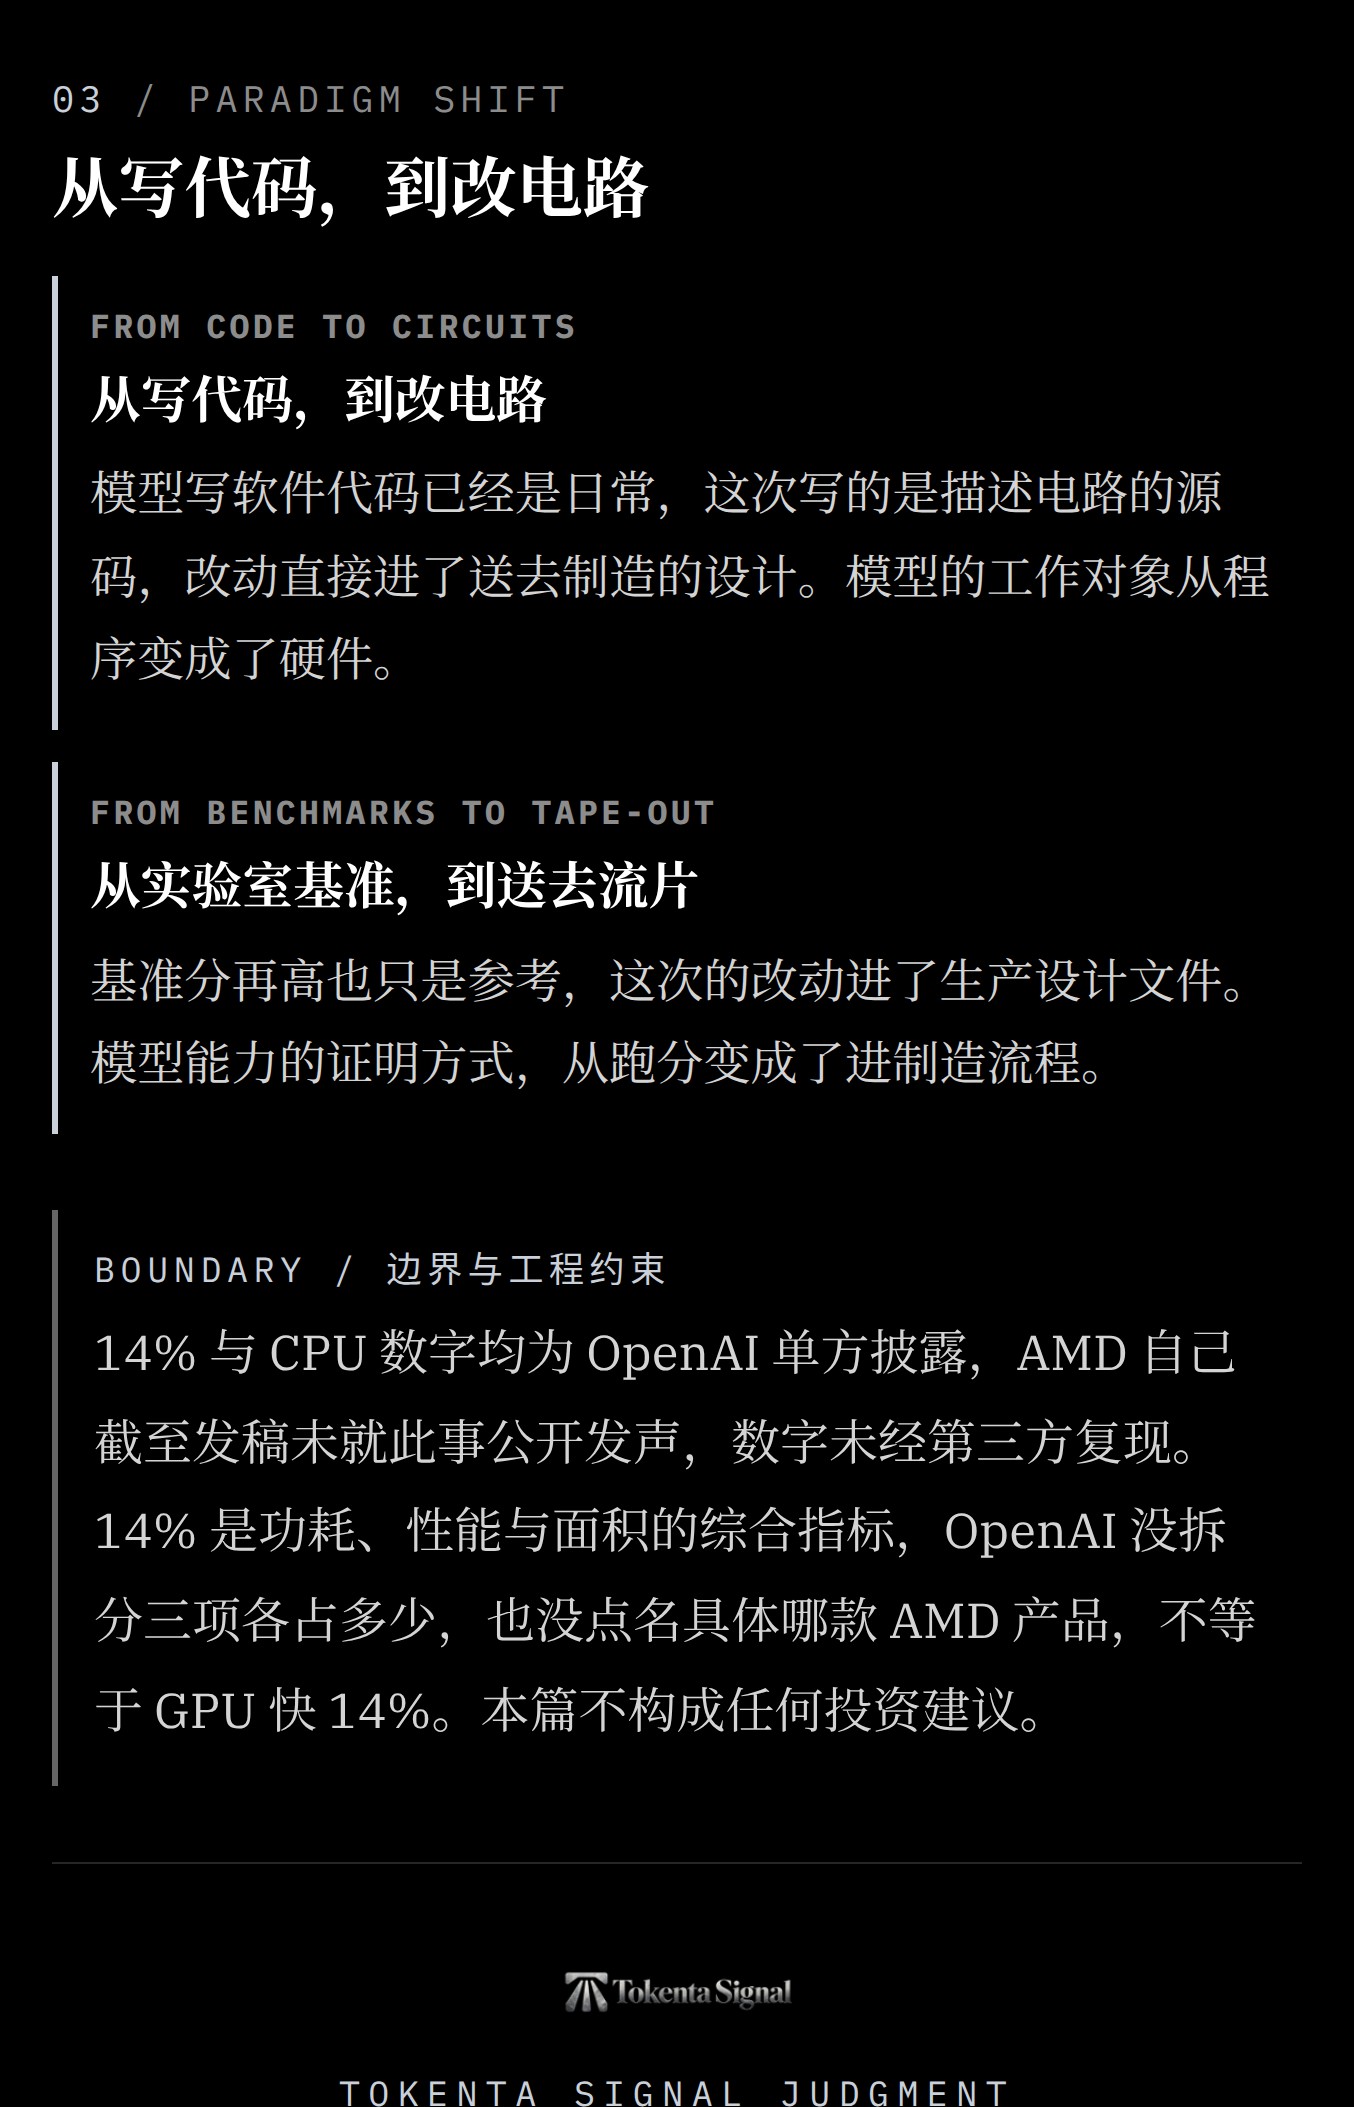 03 / PARADIGM SHIFT
从写代码，到改电路
FROM CODE TO CIRCUITS
从写代码，到改电路
模型写软件代码已经是日常，这次写的是描述电路的源
码，改动直接进了送去制造的设计。模型的工作对象从程
序变成了硬件。
FROM BENCHMARKS TO TAPE-OUT
从实验室基准，到送去流片
基准分再高也只是参考，这次的改动进了生产设计文件。
模型能力的证明方式，从跑分变成了进制造流程。
BOUNDARY / 边界与工程约束
14% 与 CPU 数字均为 OpenAI 单方披露，AMD 自己
截至发稿未就此事公开发声，数字未经第三方复现。
14% 是功耗、性能与面积的综合指标，OpenAI 没拆
分三项各占多少，也没点名具体哪款 AMD 产品，不等
于 GPU 快 14%。本篇不构成任何投资建议。
Tokenta Signal
TOKENTA SIGNAL JUDGMENT